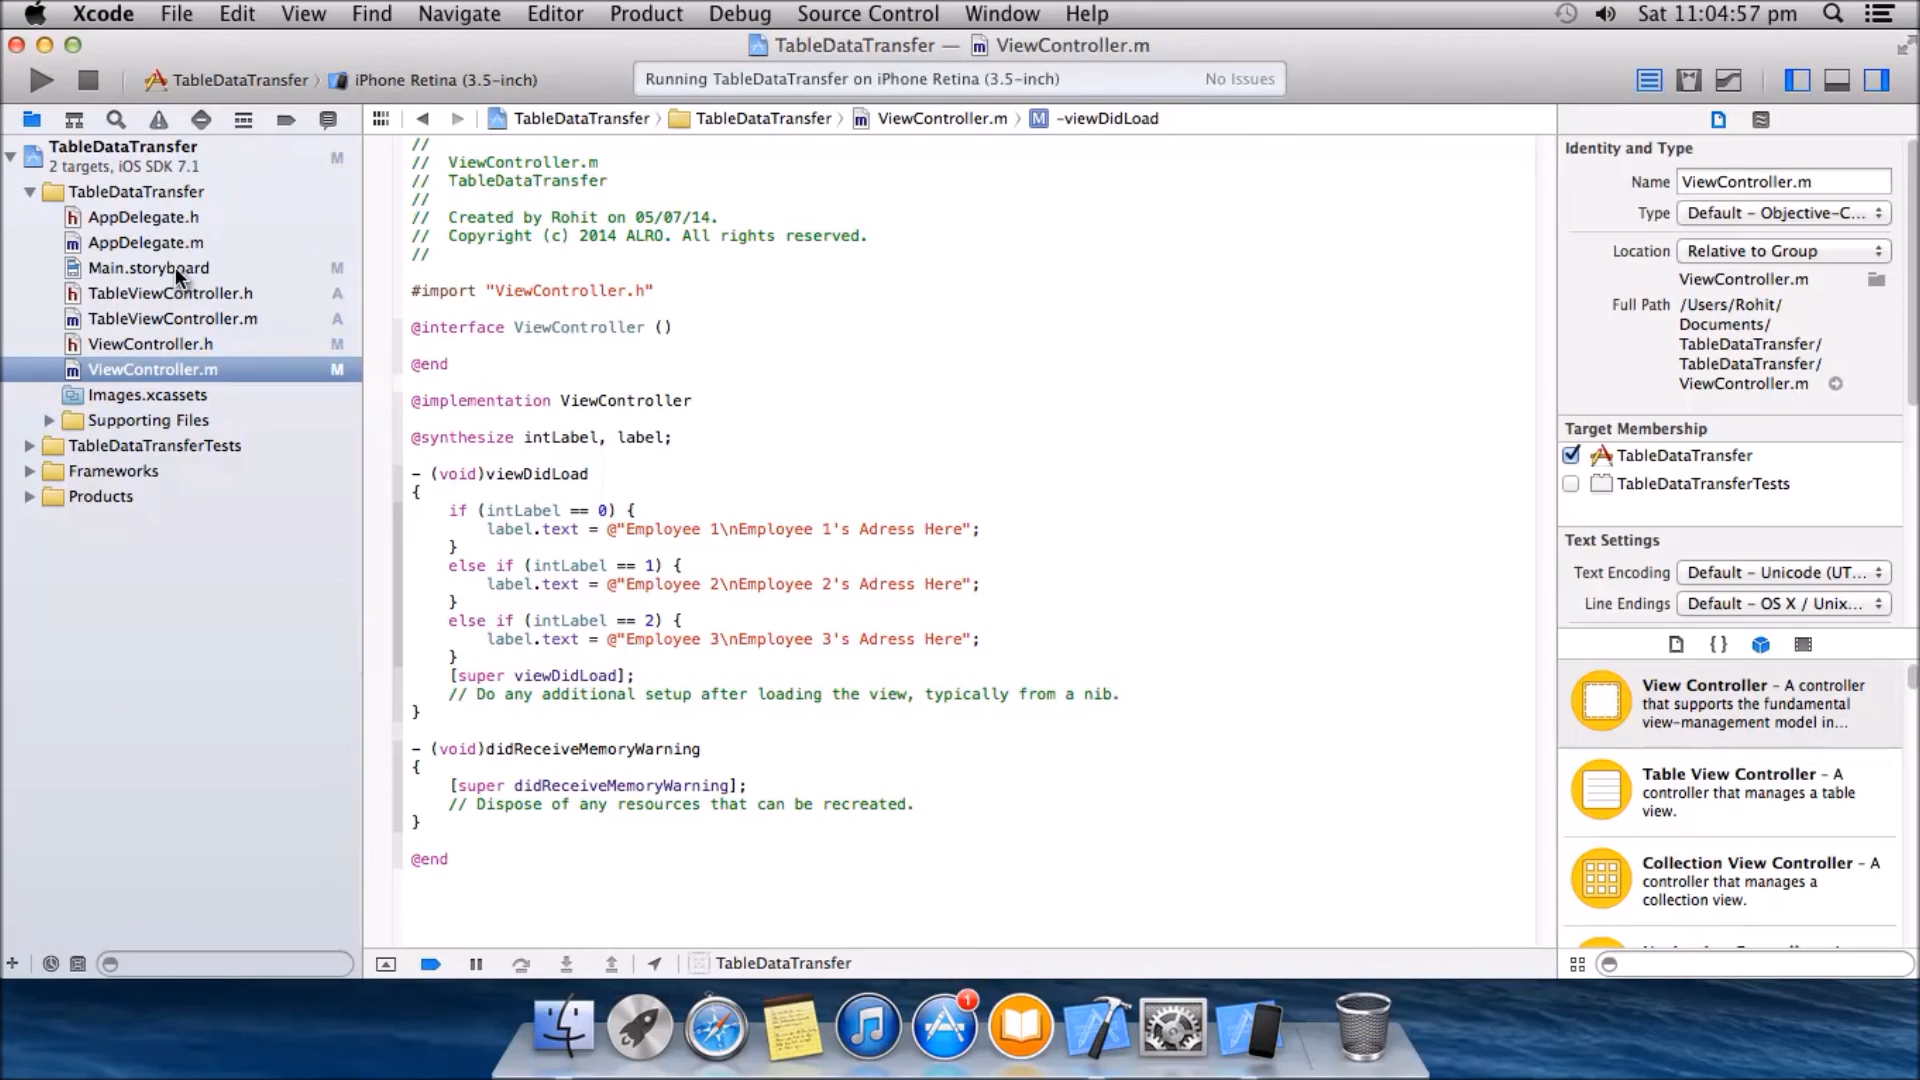 Xcode File Edit View Find Navigate Editor Product Debug Source Control Window Help Sat 11:04:57 pm
TableDataTransfer — ViewController.m
TableDataTransfer iPhone Retina (3.5-inch) Running TableDataTransfer on iPhone Retina (3.5-inch) No Issues
TableDataTransfer TableDataTransfer ViewController.m -viewDidLoad
TableDataTransfer M
2 targets, iOS SDK 7.1
TableDataTransfer
AppDelegate.h
AppDelegate.m
Main.storyboard M
TableViewController.h A
TableViewController.m A
ViewController.h M
ViewController.m M
Images.xcassets
Supporting Files
TableDataTransferTests
Frameworks
Products
//
// ViewController.m
// TableDataTransfer
//
// Created by Rohit on 05/07/14.
// Copyright (c) 2014 ALRO. All rights reserved.
//
#import "ViewController.h"
@interface ViewController ()
@end
@implementation ViewController
@synthesize intLabel, label;
- (void)viewDidLoad
{
if (intLabel == 0) {
label.text = @"Employee 1\nEmployee 1's Adress Here";
}
else if (intLabel == 1) {
label.text = @"Employee 2\nEmployee 2's Adress Here";
}
else if (intLabel == 2) {
label.text = @"Employee 3\nEmployee 3's Adress Here";
}
[super viewDidLoad];
// Do any additional setup after loading the view, typically from a nib.
}
- (void)didReceiveMemoryWarning
{
[super didReceiveMemoryWarning];
// Dispose of any resources that can be recreated.
}
@end
TableDataTransfer
Identity and Type
Name ViewController.m
Type Default - Objective-C...
Location Relative to Group
ViewController.m
Full Path /Users/Rohit/
Documents/
TableDataTransfer/
TableDataTransfer/
ViewController.m
Target Membership
TableDataTransfer
TableDataTransferTests
Text Settings
Text Encoding Default - Unicode (UT...
Line Endings Default - OS X / Unix...
{ }
View Controller - A controller
that supports the fundamental
view-management model in...
Table View Controller - A
controller that manages a table
view.
Collection View Controller - A
controller that manages a
collection view.
1